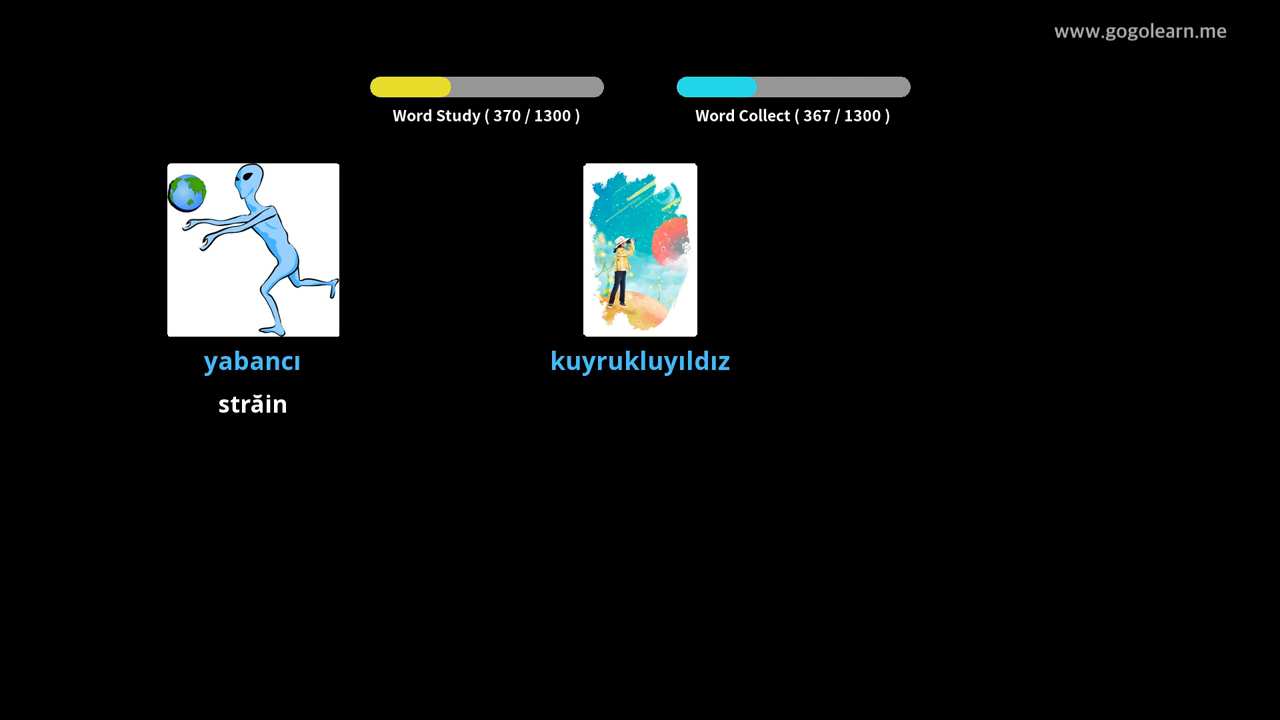 www.gogolearn.me
Word Study ( 370 / 1300 )
Word Collect ( 367 / 1300 )
yabancı
străin
kuyrukluyıldız